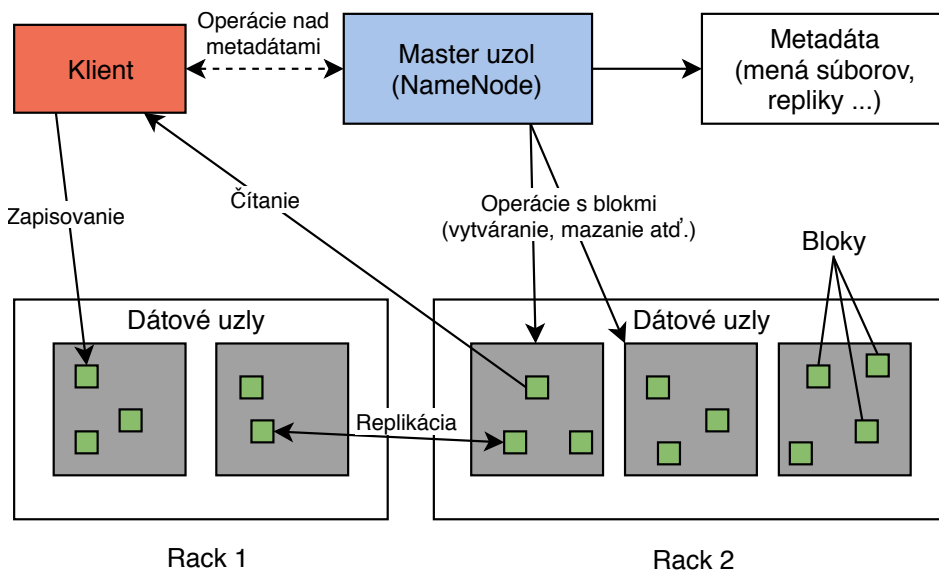 Operácie nad
metadátami
Klient
Master uzol
(NameNode)
Metadáta
(mená súborov,
repliky ...)
Zapisovanie
Čítanie
Operácie s blokmi
(vytváranie, mazanie atď.)
Bloky
Dátové uzly
Dátové uzly
Replikácia
Rack 1
Rack 2